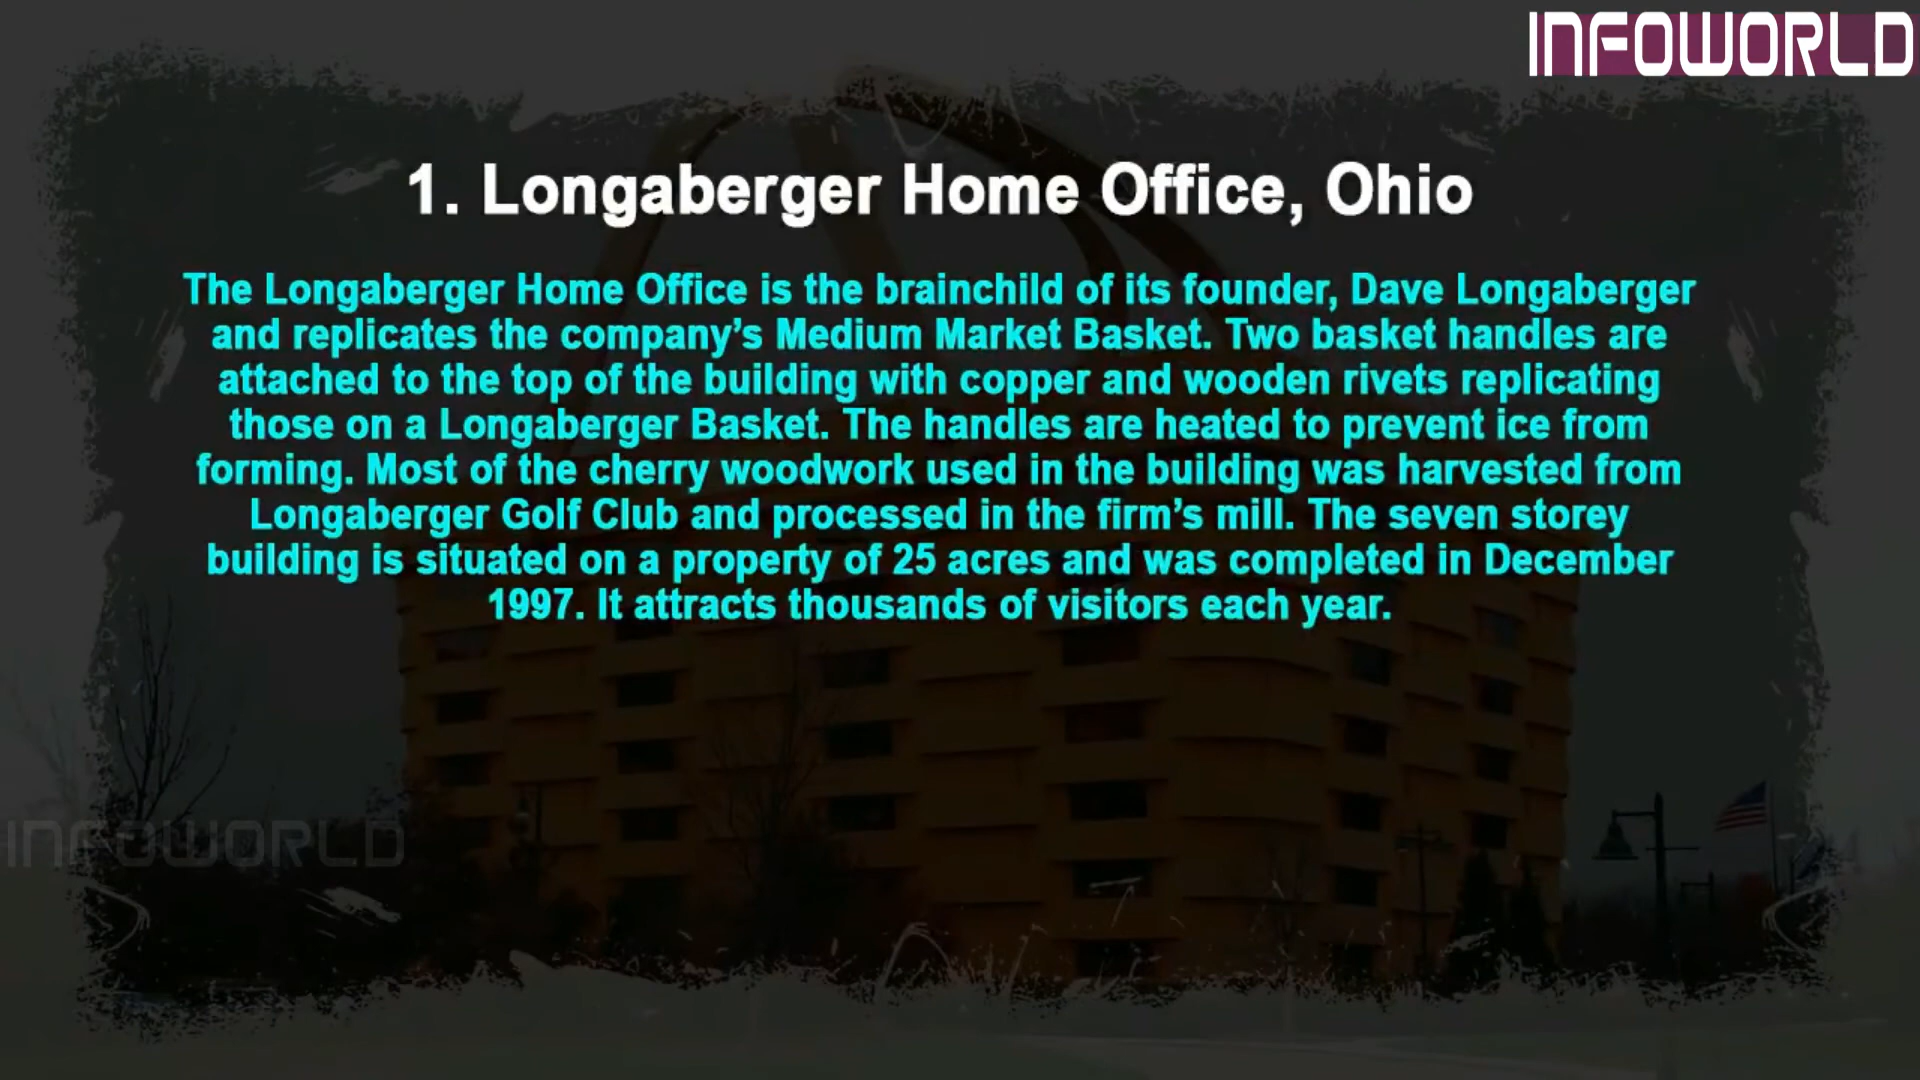 INFOWORLD
1. Longaberger Home Office, Ohio
The Longaberger Home Office is the brainchild of its founder, Dave Longaberger
and replicates the company’s Medium Market Basket. Two basket handles are
attached to the top of the building with copper and wooden rivets replicating
those on a Longaberger Basket. The handles are heated to prevent ice from
forming. Most of the cherry woodwork used in the building was harvested from
Longaberger Golf Club and processed in the firm’s mill. The seven storey
building is situated on a property of 25 acres and was completed in December
1997. It attracts thousands of visitors each year.
INFOWORLD